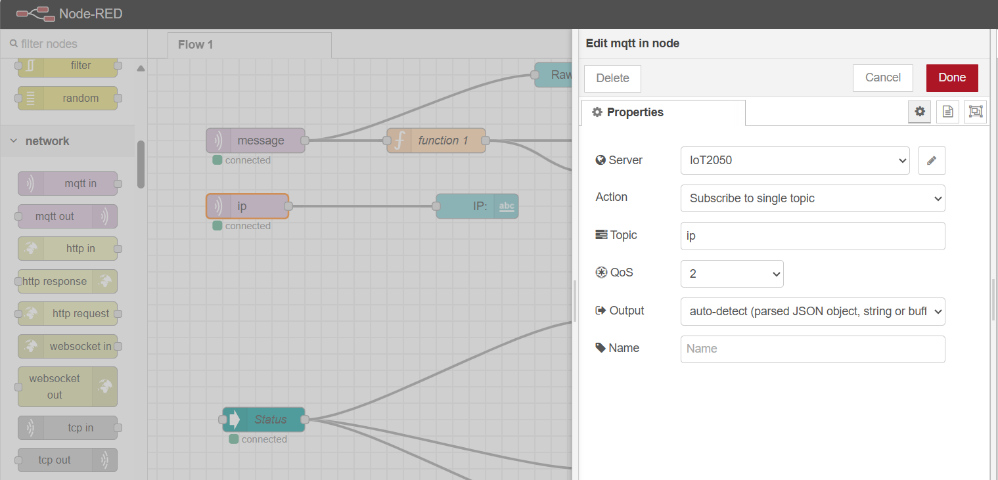 Node-RED
filter nodes
filter
random
network
mqtt in
mqtt out
http in
http response
http request
websocket in
websocket
out
tcp in
tcp out
Flow 1
Raw
message
connected
function 1
ip
connected
IP:
abc
Status
connected
Edit mqtt in node
Delete
Cancel
Done
Properties
Server
IoT2050
Action
Subscribe to single topic
Topic
ip
QoS
2
Output
auto-detect (parsed JSON object, string or buff
Name
Name